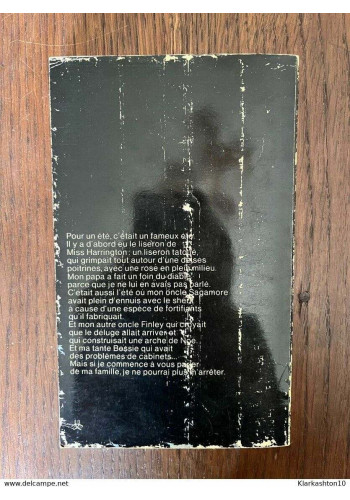 Pour un été, c'était un fameux été.
Il y a d'abord eu le liseron de
Miss Harrington: un liseron tatoué,
qui grimpait tout autour d'une de ses
poitrines, avec une rose en plein milieu.
Mon papa a fait un foin du diable
parce que je ne lui en avais pas parlé.
C'était aussi l'été où mon oncle Sagamore
avait plein d'ennuis avec le sherif
à cause d'une espèce de fortifiants
qu'il fabriquait.
Et mon autre oncle Finley qui croyait
que le déluge allait arriver et
qui construisait une arche de Noé.
Et ma tante Bessie qui avait
des problèmes de cabinets...
Mais si je commence à vous parler
de ma famille, je ne pourrai plus m'arrêter.
www.delcampe.net
Klarkashton10